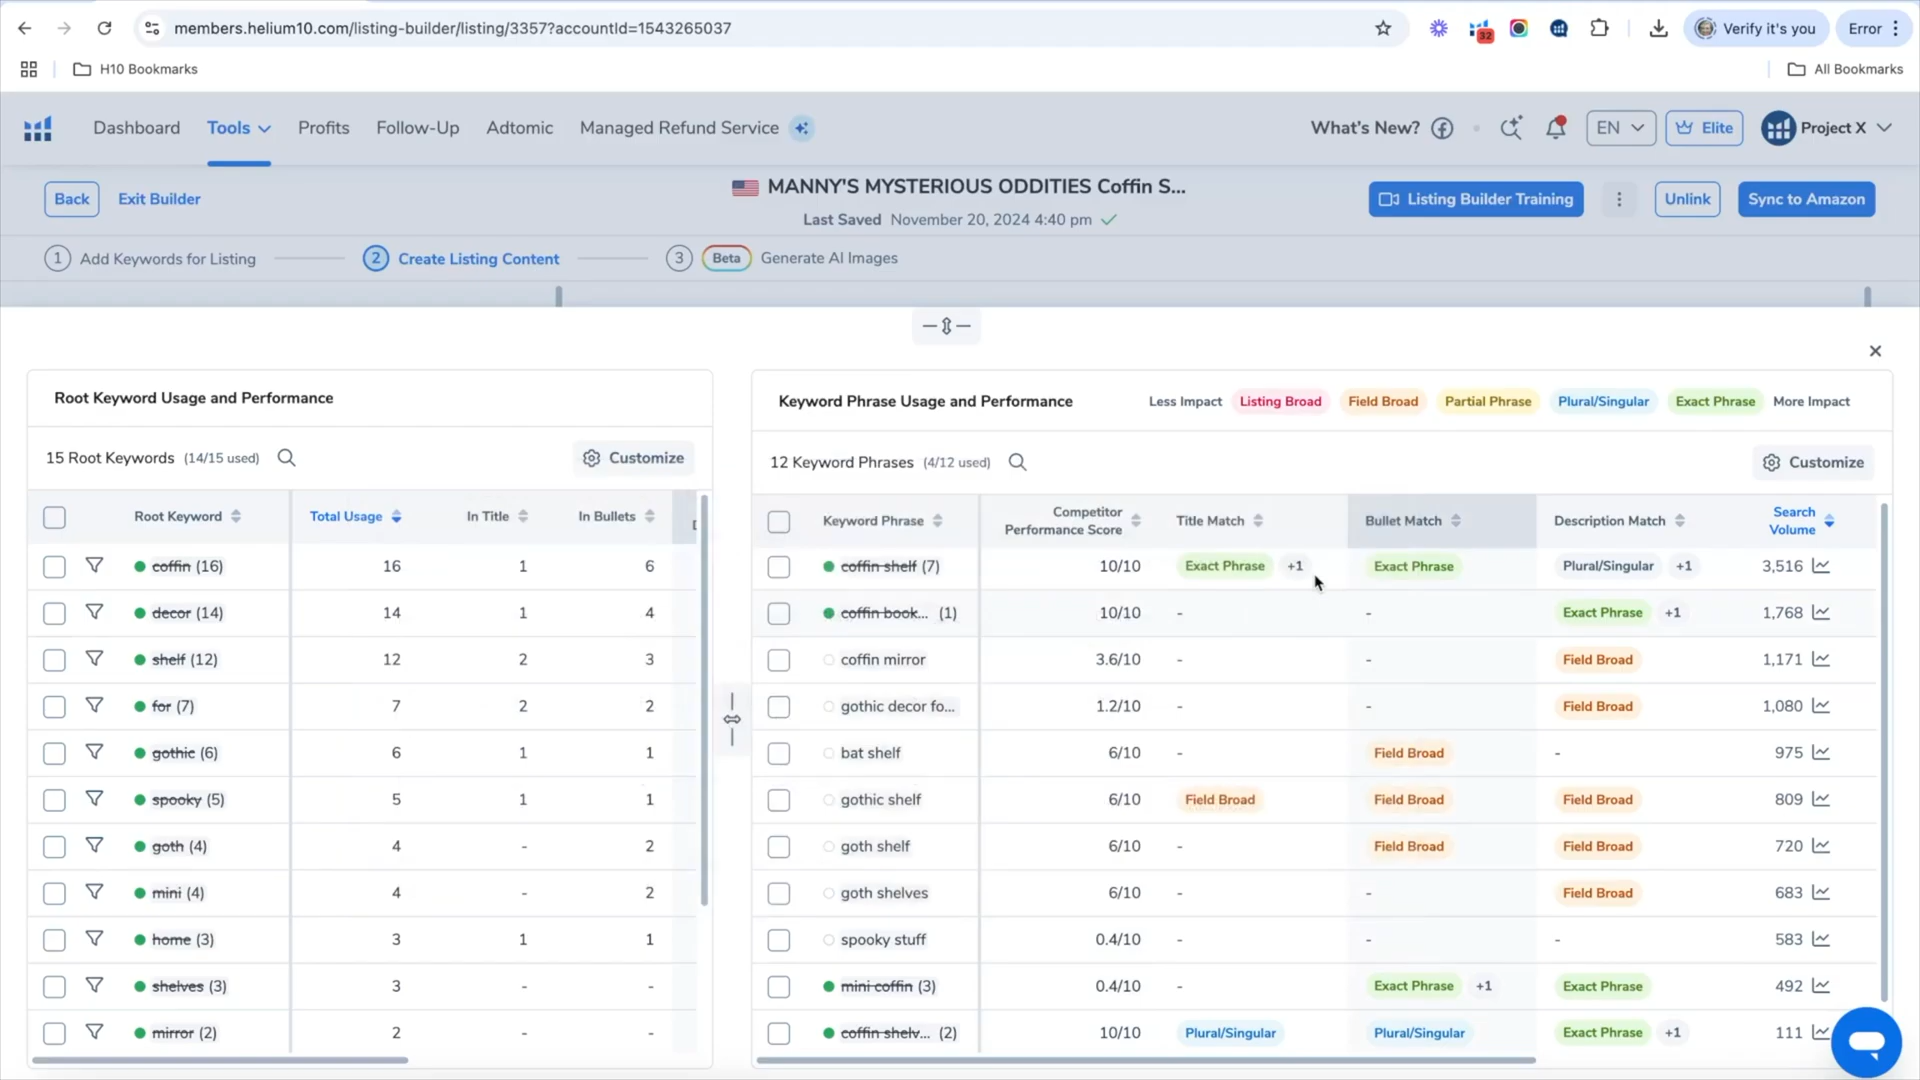 members.helium10.com/listing-builder/listing/3357?accountId=1543265037
32
Verify it's you
Error
H10 Bookmarks
All Bookmarks
Dashboard
Tools
Profits
Follow-Up
Adtomic
Managed Refund Service
What's New?
EN
Elite
Project X
Back
Exit Builder
MANNY'S MYSTERIOUS ODDITIES Coffin S...
Last Saved November 20, 2024 4:40 pm
Listing Builder Training
Unlink
Sync to Amazon
1 Add Keywords for Listing
2 Create Listing Content
3 Beta Generate AI Images
Root Keyword Usage and Performance
15 Root Keywords (14/15 used)
Customize
Root Keyword Total Usage In Title In Bullets
coffin (16) 16 1 6
decor (14) 14 1 4
shelf (12) 12 2 3
for (7) 7 2 2
gothic (6) 6 1 1
spooky (5) 5 1 1
goth (4) 4 - 2
mini (4) 4 - 2
home (3) 3 1 1
shelves (3) 3 - -
mirror (2) 2 - -
Keyword Phrase Usage and Performance
Less Impact Listing Broad Field Broad Partial Phrase Plural/Singular Exact Phrase More Impact
12 Keyword Phrases (4/12 used)
Customize
Keyword Phrase Competitor Performance Score Title Match Bullet Match Description Match Search Volume
coffin shelf (7) 10/10 Exact Phrase +1 Exact Phrase Plural/Singular +1 3,516
coffin book... (1) 10/10 - - Exact Phrase +1 1,768
coffin mirror 3.6/10 - - Field Broad 1,171
gothic decor fo... 1.2/10 - - Field Broad 1,080
bat shelf 6/10 - Field Broad - 975
gothic shelf 6/10 Field Broad Field Broad Field Broad 809
goth shelf 6/10 - Field Broad Field Broad 720
goth shelves 6/10 - - Field Broad 683
spooky stuff 0.4/10 - - - 583
mini coffin (3) 0.4/10 - Exact Phrase +1 Exact Phrase 492
coffin shelv... (2) 10/10 Plural/Singular Plural/Singular Exact Phrase +1 111